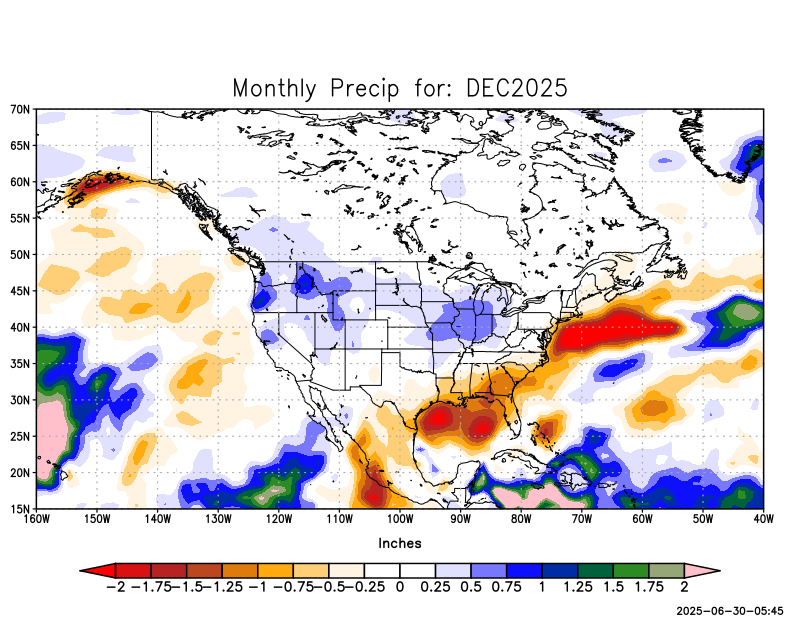 Monthly Precip for: DEC2025
70N
65N
60N
55N
50N
45N
40N
35N
30N
25N
20N
15N
160W 150W 140W 130W 120W 110W 100W 90W 80W 70W 60W 50W 40W
Inches
−2 −1.75−1.5−1.25 −1 −0.75−0.5−0.25 0 0.25 0.5 0.75 1 1.25 1.5 1.75 2
2025−06−30−05:45